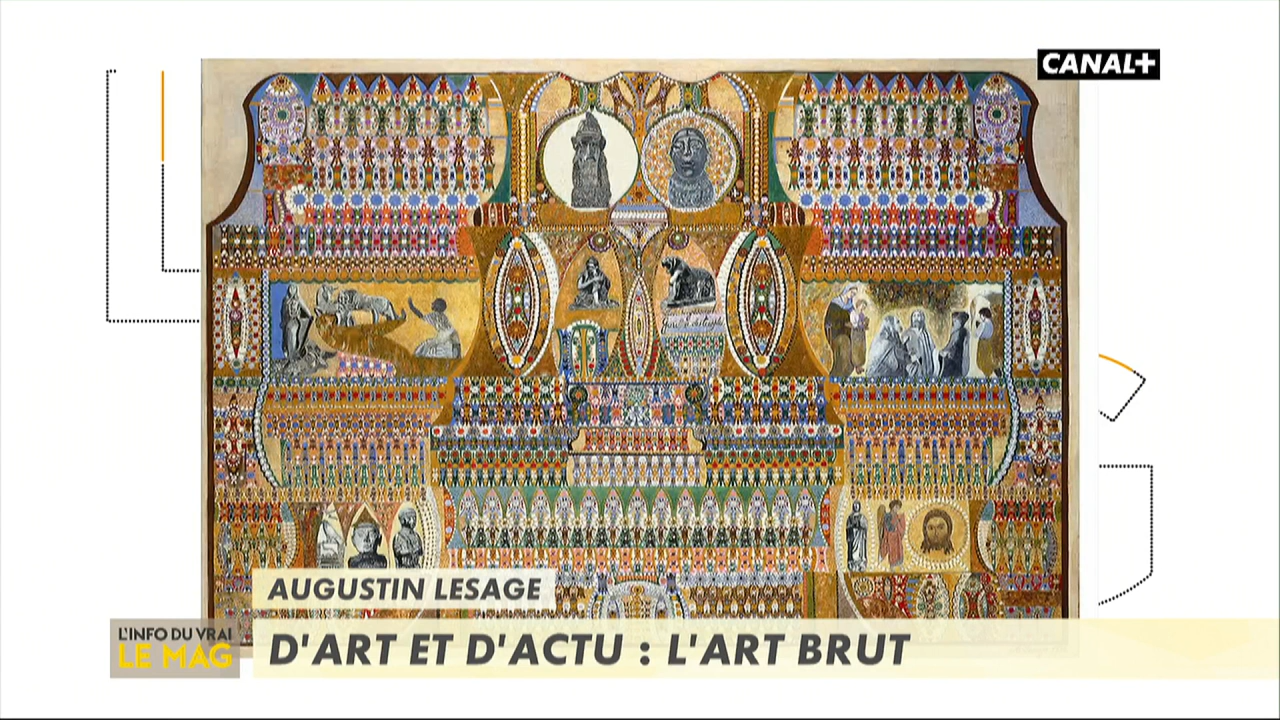 CANAL+
AUGUSTIN LESAGE
L'INFO DU VRAI
LE MAG
D'ART ET D'ACTU : L'ART BRUT